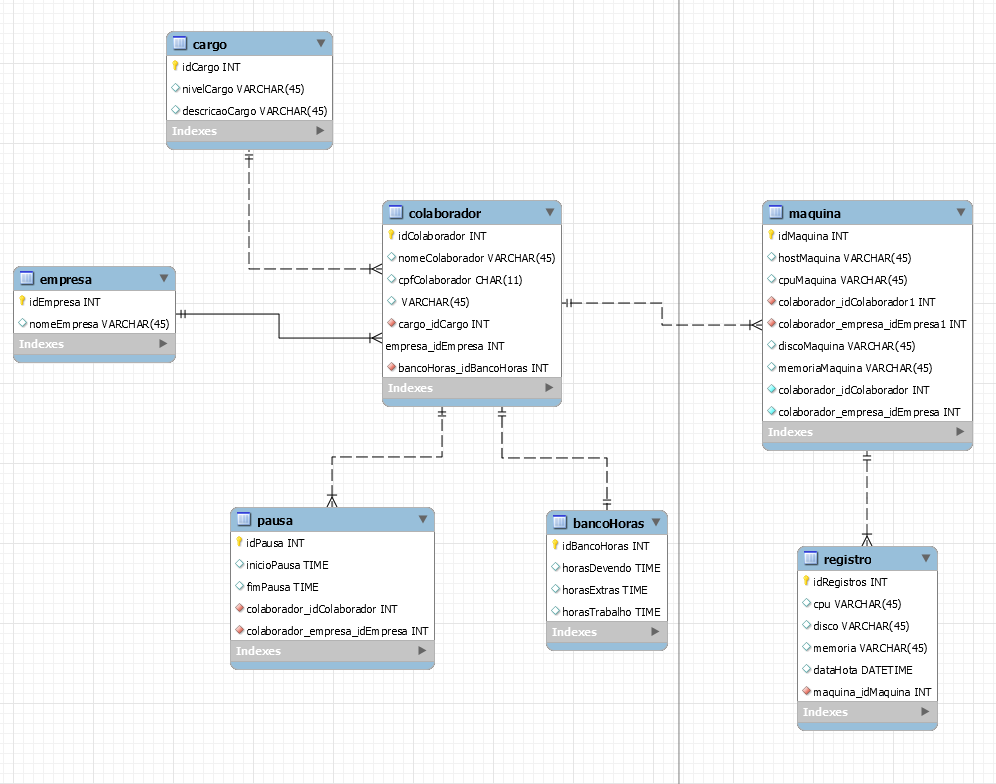 cargo
idCargo INT
nivelCargo VARCHAR(45)
descricaoCargo VARCHAR(45)
Indexes
empresa
idEmpresa INT
nomeEmpresa VARCHAR(45)
Indexes
colaborador
idColaborador INT
nomeColaborador VARCHAR(45)
cpfColaborador CHAR(11)
VARCHAR(45)
cargo_idCargo INT
empresa_idEmpresa INT
bancoHoras_idBancoHoras INT
Indexes
maquina
idMaquina INT
hostMaquina VARCHAR(45)
cpuMaquina VARCHAR(45)
colaborador_idColaborador1 INT
colaborador_empresa_idEmpresa1 INT
discoMaquina VARCHAR(45)
memoriaMaquina VARCHAR(45)
colaborador_idColaborador INT
colaborador_empresa_idEmpresa INT
Indexes
pausa
idPausa INT
inicioPausa TIME
fimPausa TIME
colaborador_idColaborador INT
colaborador_empresa_idEmpresa INT
Indexes
bancoHoras
idBancoHoras INT
horasDevendo TIME
horasExtras TIME
horasTrabalho TIME
Indexes
registro
idRegistros INT
cpu VARCHAR(45)
disco VARCHAR(45)
memoria VARCHAR(45)
dataHota DATETIME
maquina_idMaquina INT
Indexes